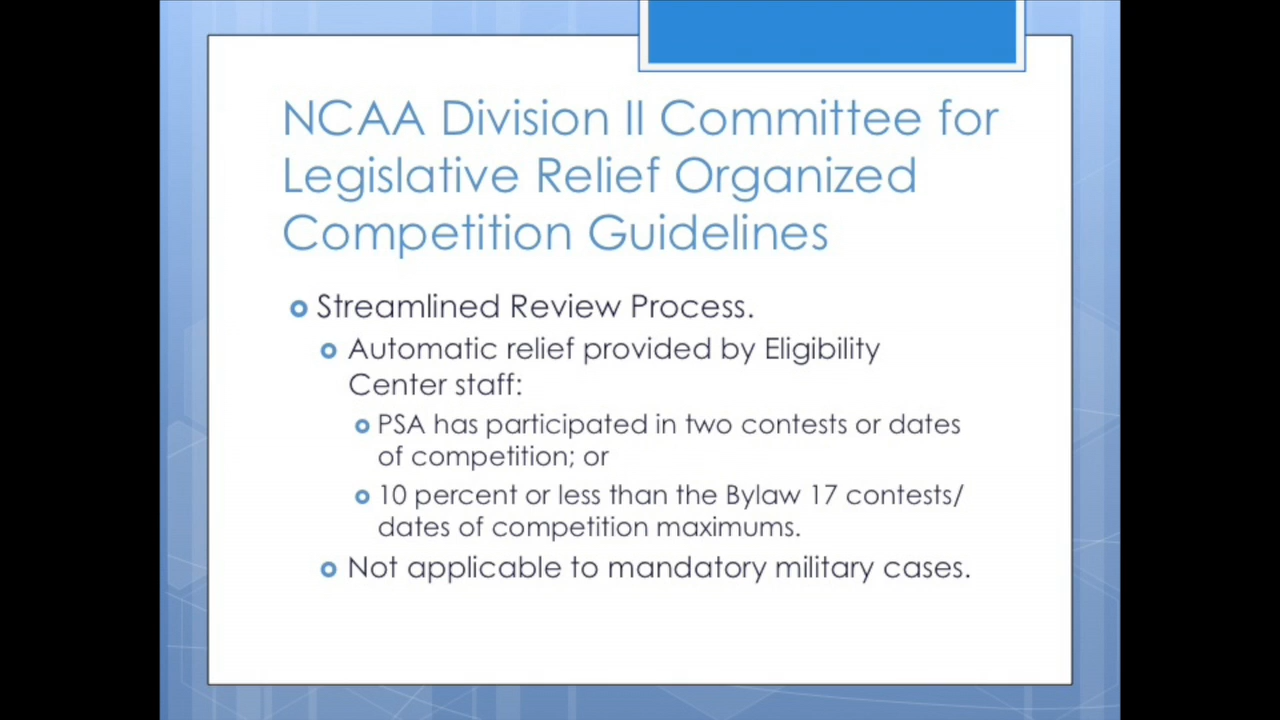 NCAA Division II Committee for
Legislative Relief Organized
Competition Guidelines
Streamlined Review Process.
Automatic relief provided by Eligibility
Center staff:
PSA has participated in two contests or dates
of competition; or
10 percent or less than the Bylaw 17 contests/
dates of competition maximums.
Not applicable to mandatory military cases.